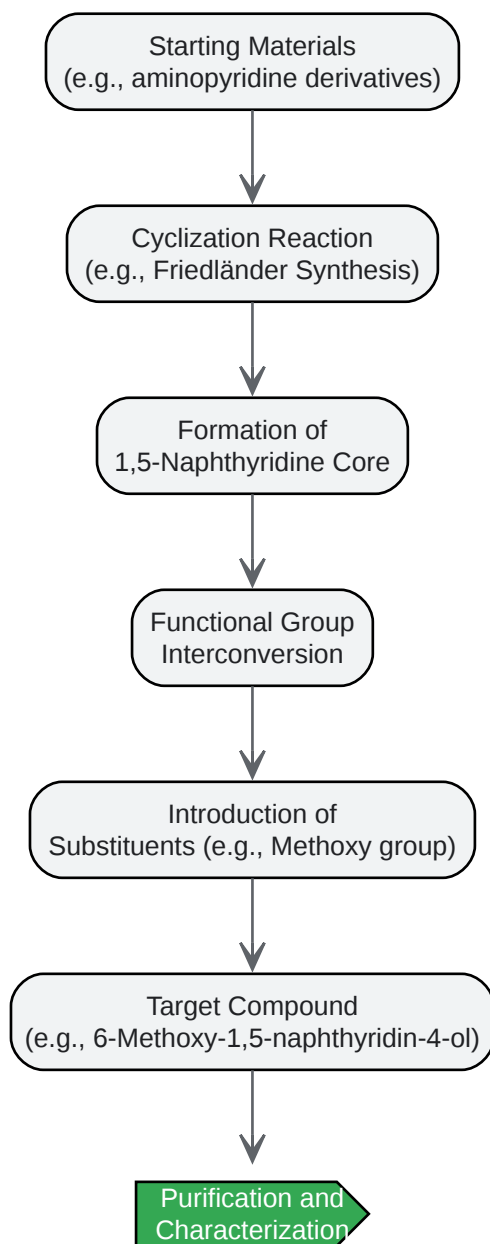 Starting Materials
(e.g., aminopyridine derivatives)
Cyclization Reaction
(e.g., Friedländer Synthesis)
Formation of
1,5-Naphthyridine Core
Functional Group
Interconversion
Introduction of
Substituents (e.g., Methoxy group)
Target Compound
(e.g., 6-Methoxy-1,5-naphthyridin-4-ol)
Purification and
Characterization